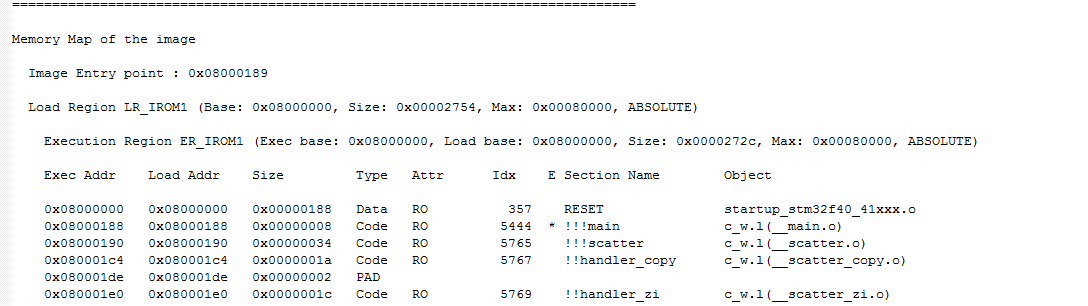 ==============================================================================
Memory Map of the image
Image Entry point : 0x08000189
Load Region LR_IROM1 (Base: 0x08000000, Size: 0x00002754, Max: 0x00080000, ABSOLUTE)
Execution Region ER_IROM1 (Exec base: 0x08000000, Load base: 0x08000000, Size: 0x0000272c, Max: 0x00080000, ABSOLUTE)
Exec Addr    Load Addr    Size         Type   Attr      Idx    E Section Name        Object
0x08000000   0x08000000   0x00000188   Data   RO          357    RESET               startup_stm32f40_41xxx.o
0x08000188   0x08000188   0x00000008   Code   RO         5444  * !!!main             c_w.l(__main.o)
0x08000190   0x08000190   0x00000034   Code   RO         5765    !!!scatter          c_w.l(__scatter.o)
0x080001c4   0x080001c4   0x0000001a   Code   RO         5767    !!handler_copy      c_w.l(__scatter_copy.o)
0x080001de   0x080001de   0x00000002   PAD
0x080001e0   0x080001e0   0x0000001c   Code   RO         5769    !!handler_zi        c_w.l(__scatter_zi.o)